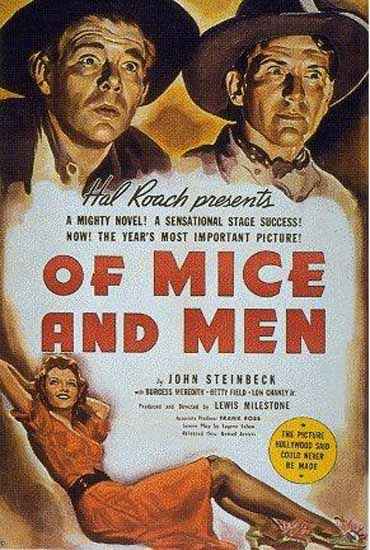 Hal Roach presents
A MIGHTY NOVEL! A SENSATIONAL STAGE SUCCESS!
NOW! THE YEAR'S MOST IMPORTANT PICTURE!
OF MICE
AND MEN
by JOHN STEINBECK
with BURGESS MEREDITH • BETTY FIELD • LON CHANEY Jr.
Produced and Directed by LEWIS MILESTONE
Associate Producer FRANK ROSS
Screen Play by Eugene Solow
Released thru United Artists
THE PICTURE
HOLLYWOOD SAID
COULD NEVER
BE MADE